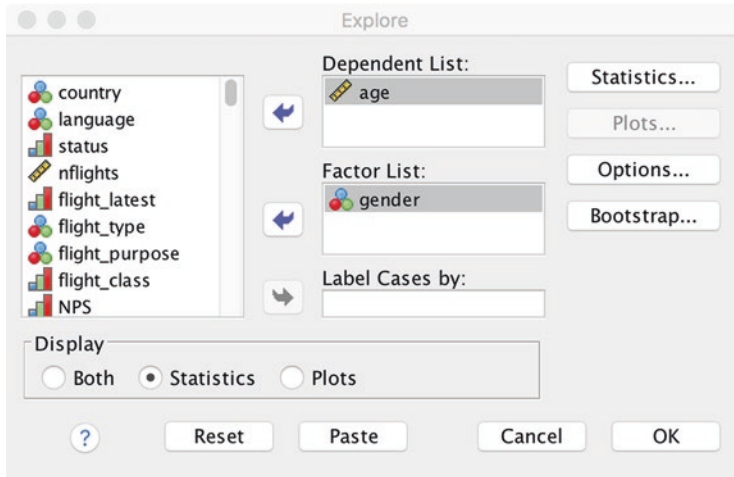 Explore
country
language
status
nflights
flight_latest
flight_type
flight_purpose
flight_class
NPS
Dependent List:
age
Factor List:
gender
Label Cases by:
Statistics...
Plots...
Options...
Bootstrap...
Display
Both Statistics Plots
? Reset Paste Cancel OK